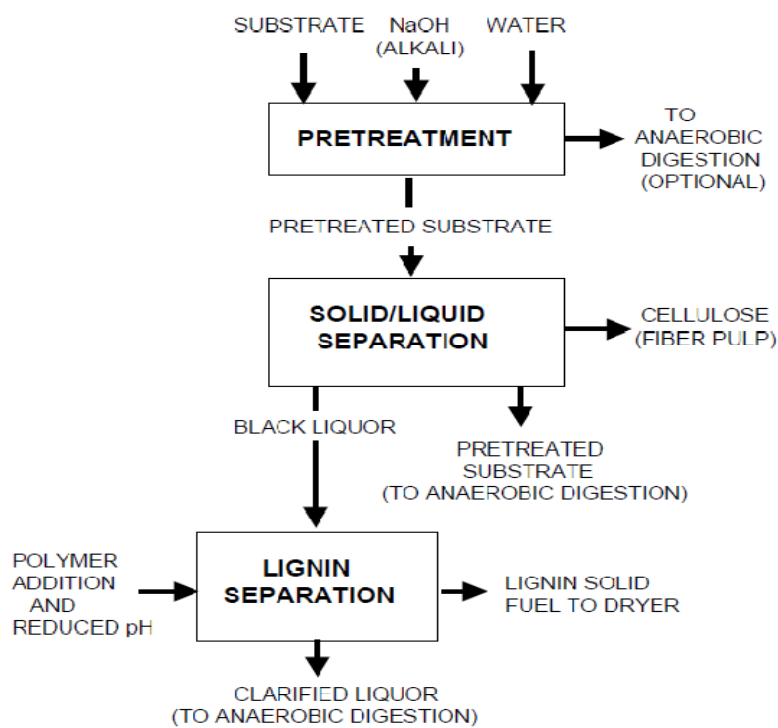 SUBSTRATE
NaOH
(ALKALI)
WATER
PRETREATMENT
TO
ANAEROBIC
DIGESTION
(OPTIONAL)
PRETREATED SUBSTRATE
SOLID/LIQUID
SEPARATION
CELLULOSE
(FIBER PULP)
BLACK LIQUOR
PRETREATED
SUBSTRATE
(TO ANAEROBIC DIGESTION)
POLYMER
ADDITION
AND
REDUCED pH
LIGNIN
SEPARATION
LIGNIN SOLID
FUEL TO DRYER
CLARIFIED LIQUOR
(TO ANAEROBIC DIGESTION)